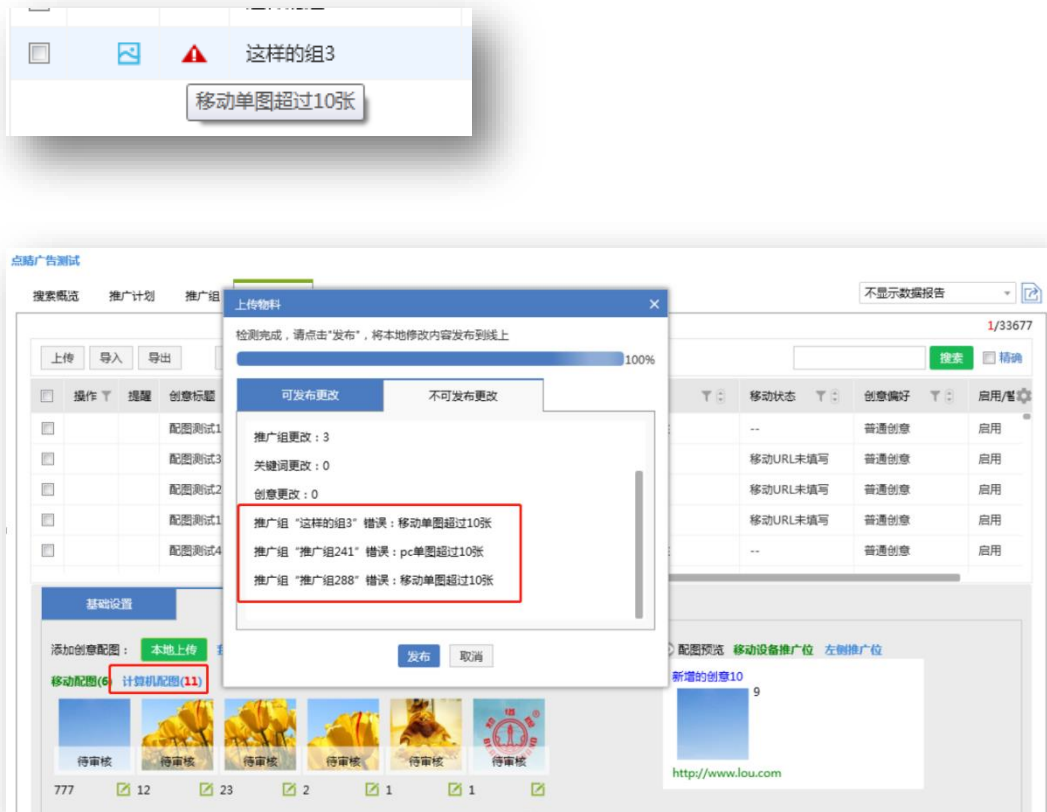 这样的组3
移动单图超过10张
点睛广告测试
搜索概览 推广计划 推广组
不显示数据报告
上传物料
检测完成，请点击"发布"，将本地修改内容发布到线上
1/33677
100%
上传 导入 导出
搜索 精确
可发布更改 不可发布更改
操作 提醒 创意标题
移动状态 创意偏好 启用/暂
推广组更改：3
关键词更改：0
创意更改：0
推广组 "这样的组3" 错误：移动单图超过10张
推广组 "推广组241" 错误：pc单图超过10张
推广组 "推广组288" 错误：移动单图超过10张
配图测试1 -- 普通创意 启用
配图测试3 移动URL未填写 普通创意 启用
配图测试2 移动URL未填写 普通创意 启用
配图测试1 移动URL未填写 普通创意 启用
配图测试4 -- 普通创意 启用
发布 取消
基础设置
添加创意配图： 本地上传
配图预览 移动设备推广位 左侧推广位
移动配图(6) 计算机配图(11)
新增的创意10
9
http://www.lou.com
待审核 待审核 待审核 待审核 待审核 待审核
777 12 23 2 1 1